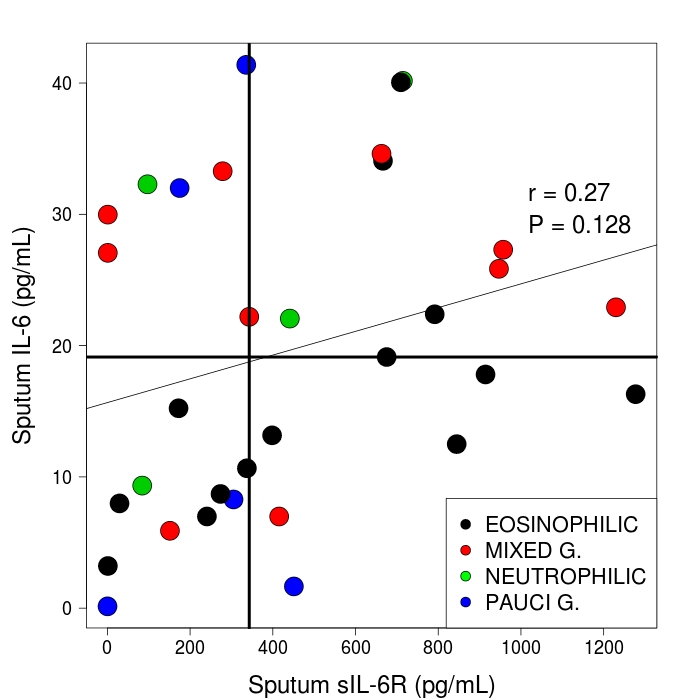 40
30
20
10
0
Sputum IL-6 (pg/mL)
r = 0.27
P = 0.128
EOSINOPHILIC
MIXED G.
NEUTROPHILIC
PAUCI G.
0 200 400 600 800 1000 1200
Sputum sIL-6R (pg/mL)